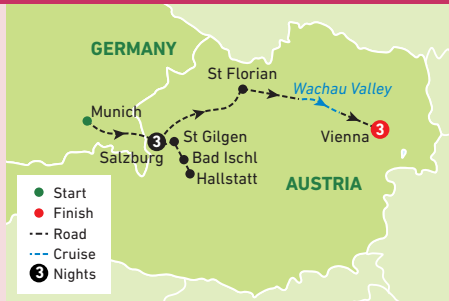 GERMANY
St Florian
Wachau Valley
Munich
3
St Gilgen
Vienna
3
Salzburg
Bad Ischl
Hallstatt
AUSTRIA
Start
Finish
Road
Cruise
3 Nights